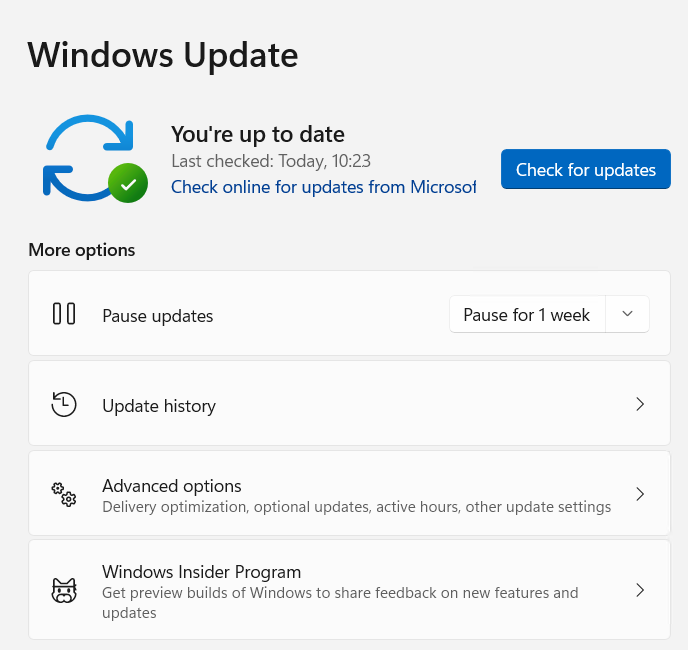 Windows Update
You're up to date
Last checked: Today, 10:23
Check online for updates from Microsof
Check for updates
More options
Pause updates
Pause for 1 week
Update history
Advanced options
Delivery optimization, optional updates, active hours, other update settings
Windows Insider Program
Get preview builds of Windows to share feedback on new features and
updates